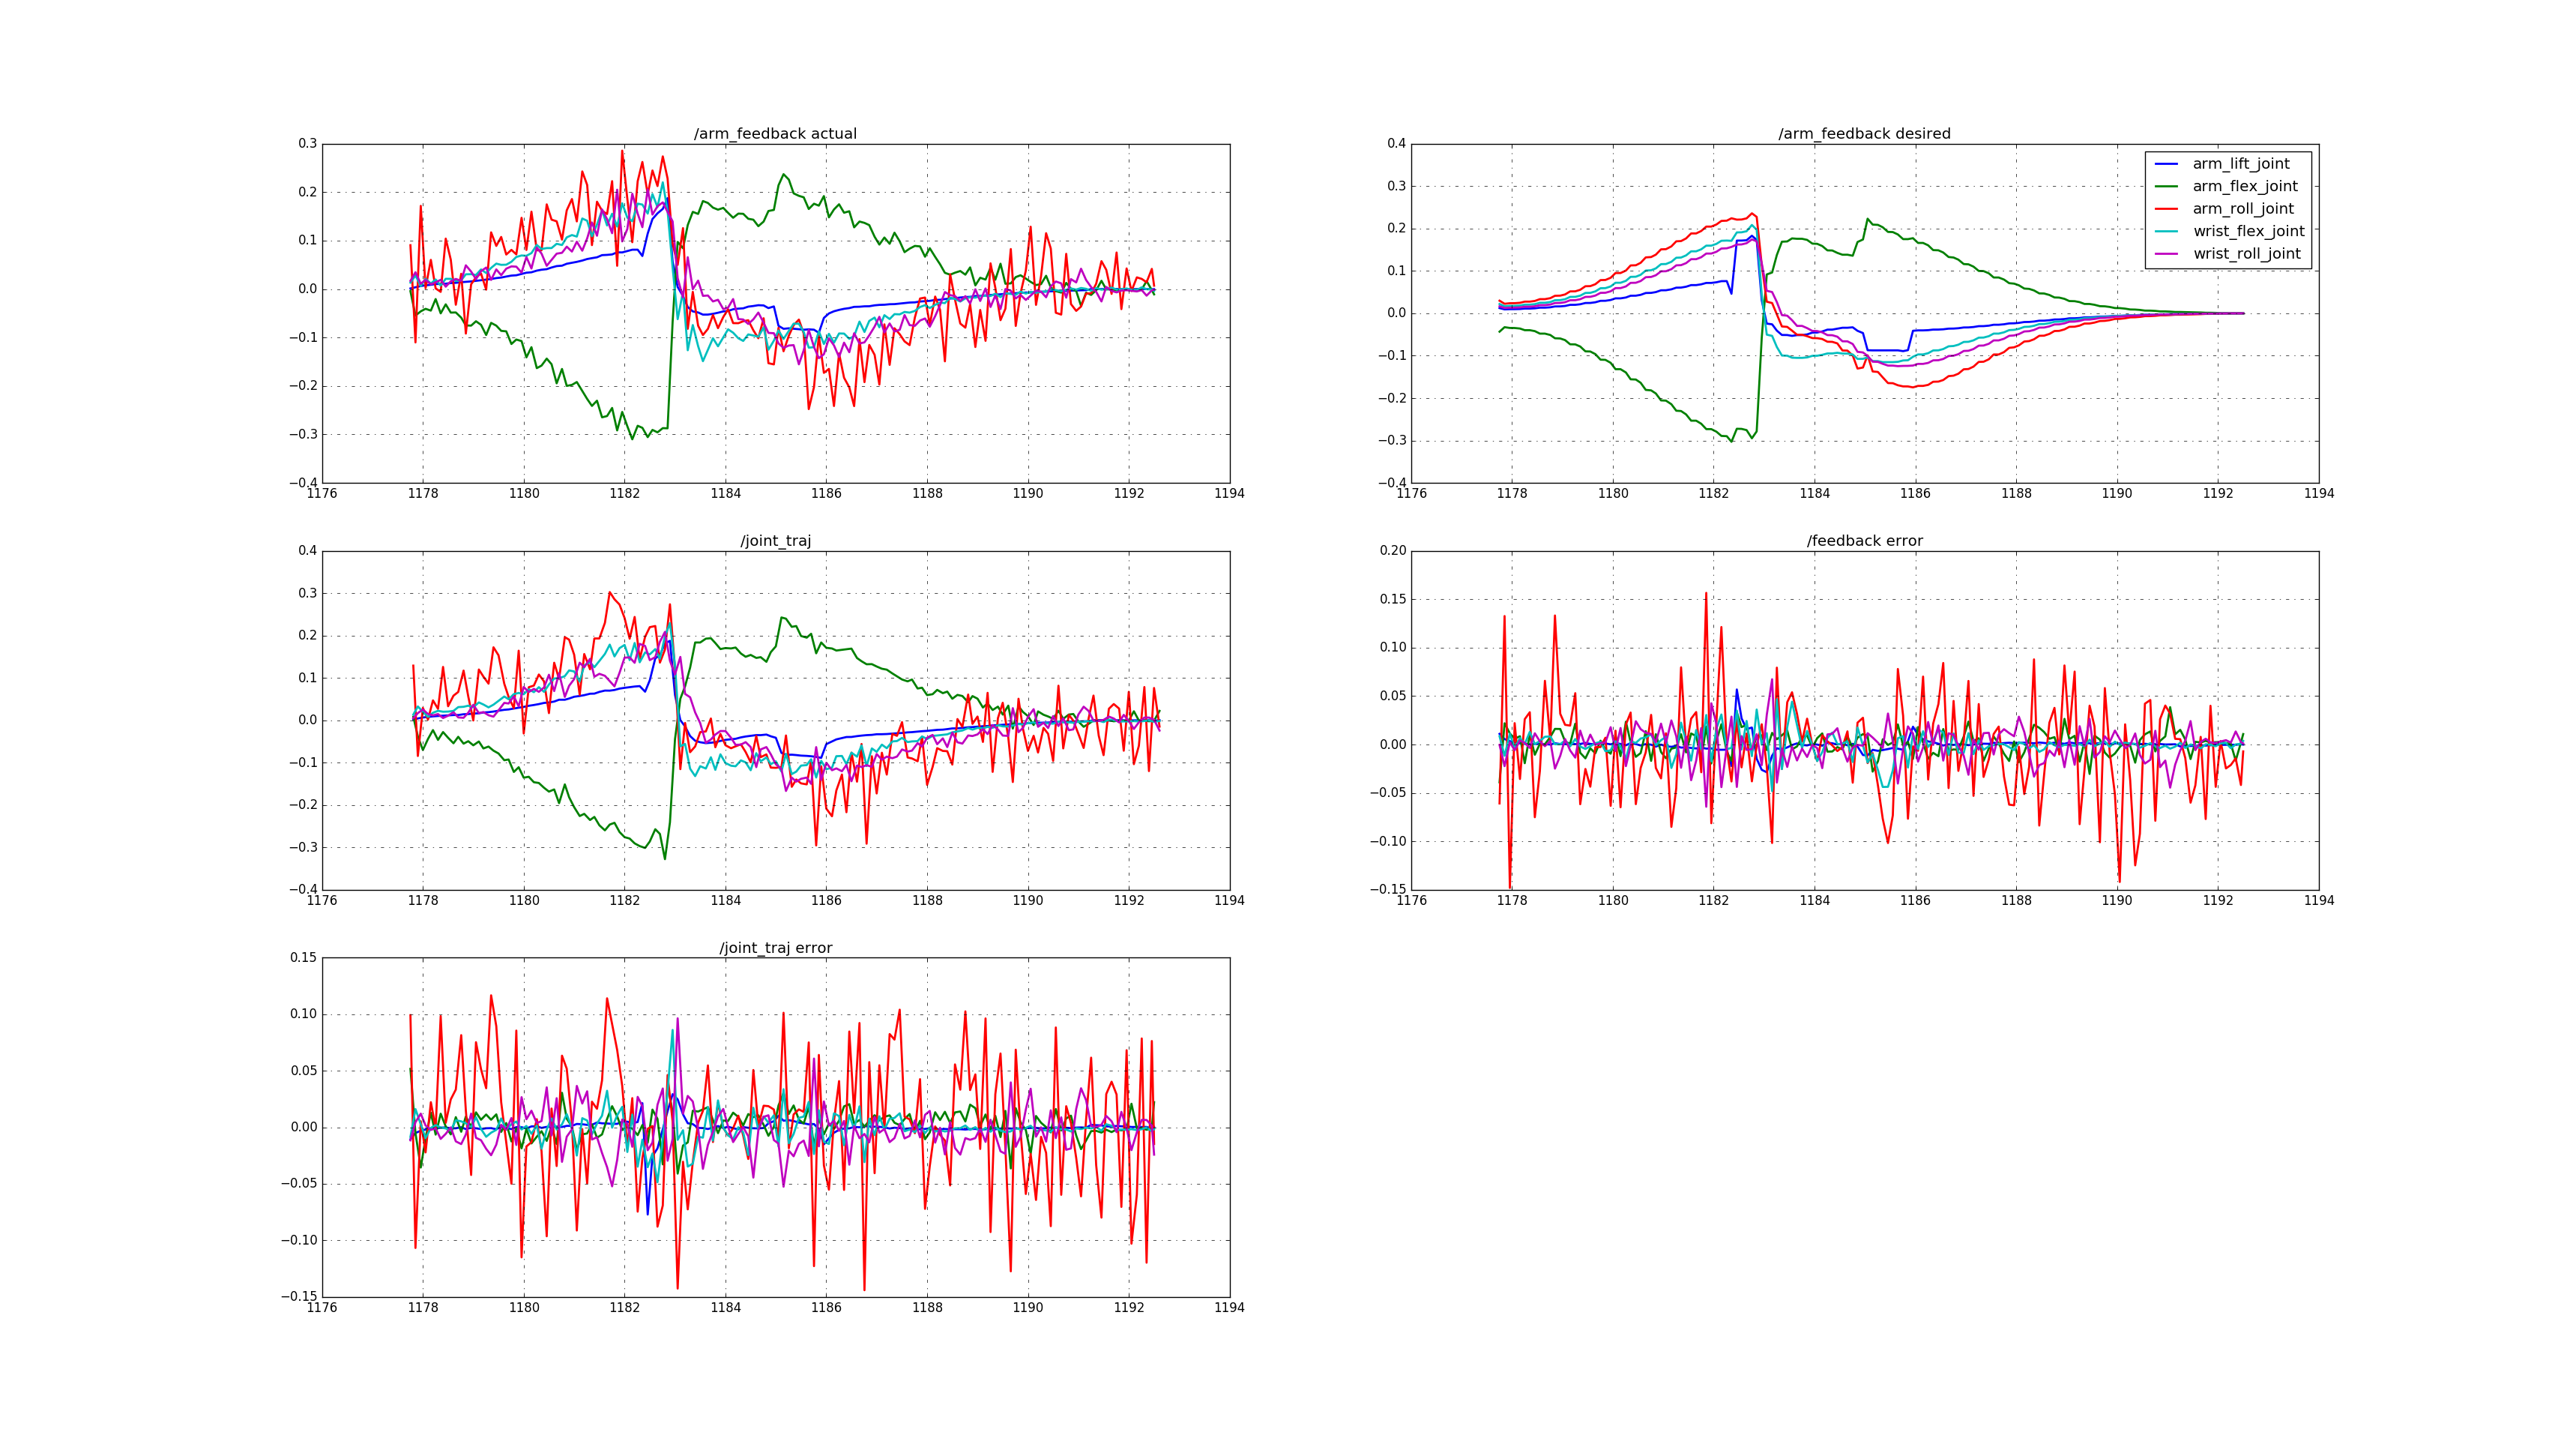 /arm_feedback actual
0.3
0.2
0.1
0.0
−0.1
−0.2
−0.3
−0.4
1176 1178 1180 1182 1184 1186 1188 1190 1192 1194
/arm_feedback desired
0.4
0.3
0.2
0.1
0.0
−0.1
−0.2
−0.3
−0.4
1176 1178 1180 1182 1184 1186 1188 1190 1192 1194
arm_lift_joint
arm_flex_joint
arm_roll_joint
wrist_flex_joint
wrist_roll_joint
/joint_traj
0.4
0.3
0.2
0.1
0.0
−0.1
−0.2
−0.3
−0.4
1176 1178 1180 1182 1184 1186 1188 1190 1192 1194
/feedback error
0.20
0.15
0.10
0.05
0.00
−0.05
−0.10
−0.15
1176 1178 1180 1182 1184 1186 1188 1190 1192 1194
/joint_traj error
0.15
0.10
0.05
0.00
−0.05
−0.10
−0.15
1176 1178 1180 1182 1184 1186 1188 1190 1192 1194